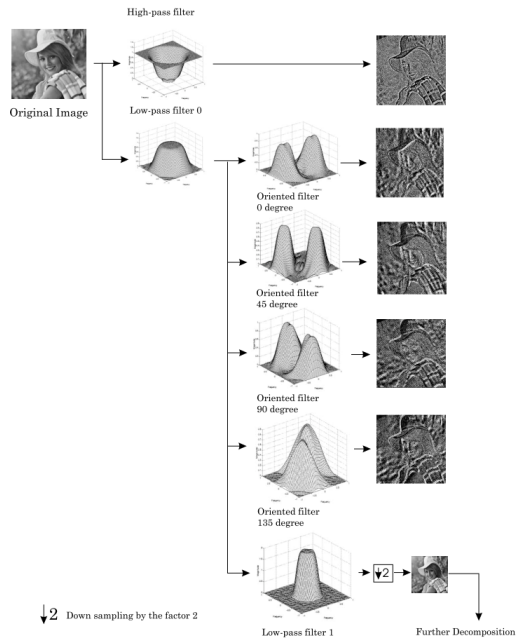 High-pass filter
Original Image
Low-pass filter 0
Oriented filter
0 degree
Oriented filter
45 degree
Oriented filter
90 degree
Oriented filter
135 degree
2
Low-pass filter 1
2 Down sampling by the factor 2
Further Decomposition